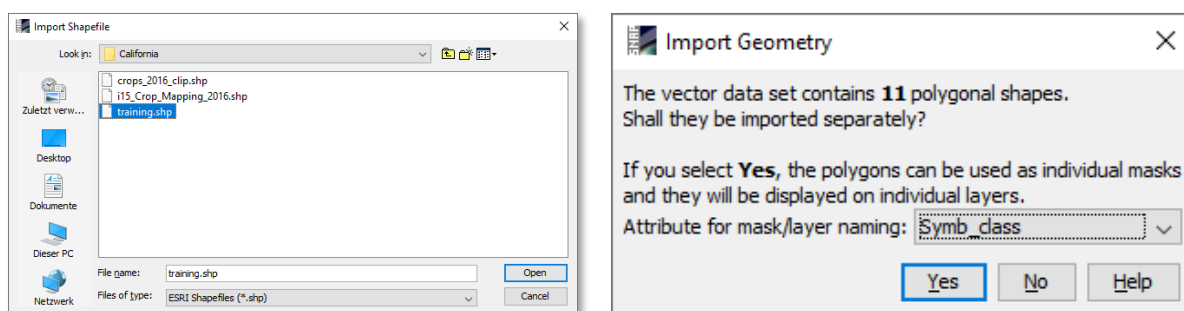 Import Shapefile
Look in: California
crops_2016_clip.shp
i15_Crop_Mapping_2016.shp
training.shp
Zuletzt verw...
Desktop
Dokumente
Dieser PC
Netzwerk
File name: training.shp
Open
Files of type: ESRI Shapefiles (*.shp)
Cancel
SNAP
Import Geometry
The vector data set contains 11 polygonal shapes.
Shall they be imported separately?
If you select Yes, the polygons can be used as individual masks
and they will be displayed on individual layers.
Attribute for mask/layer naming: Symb_class
Yes No Help